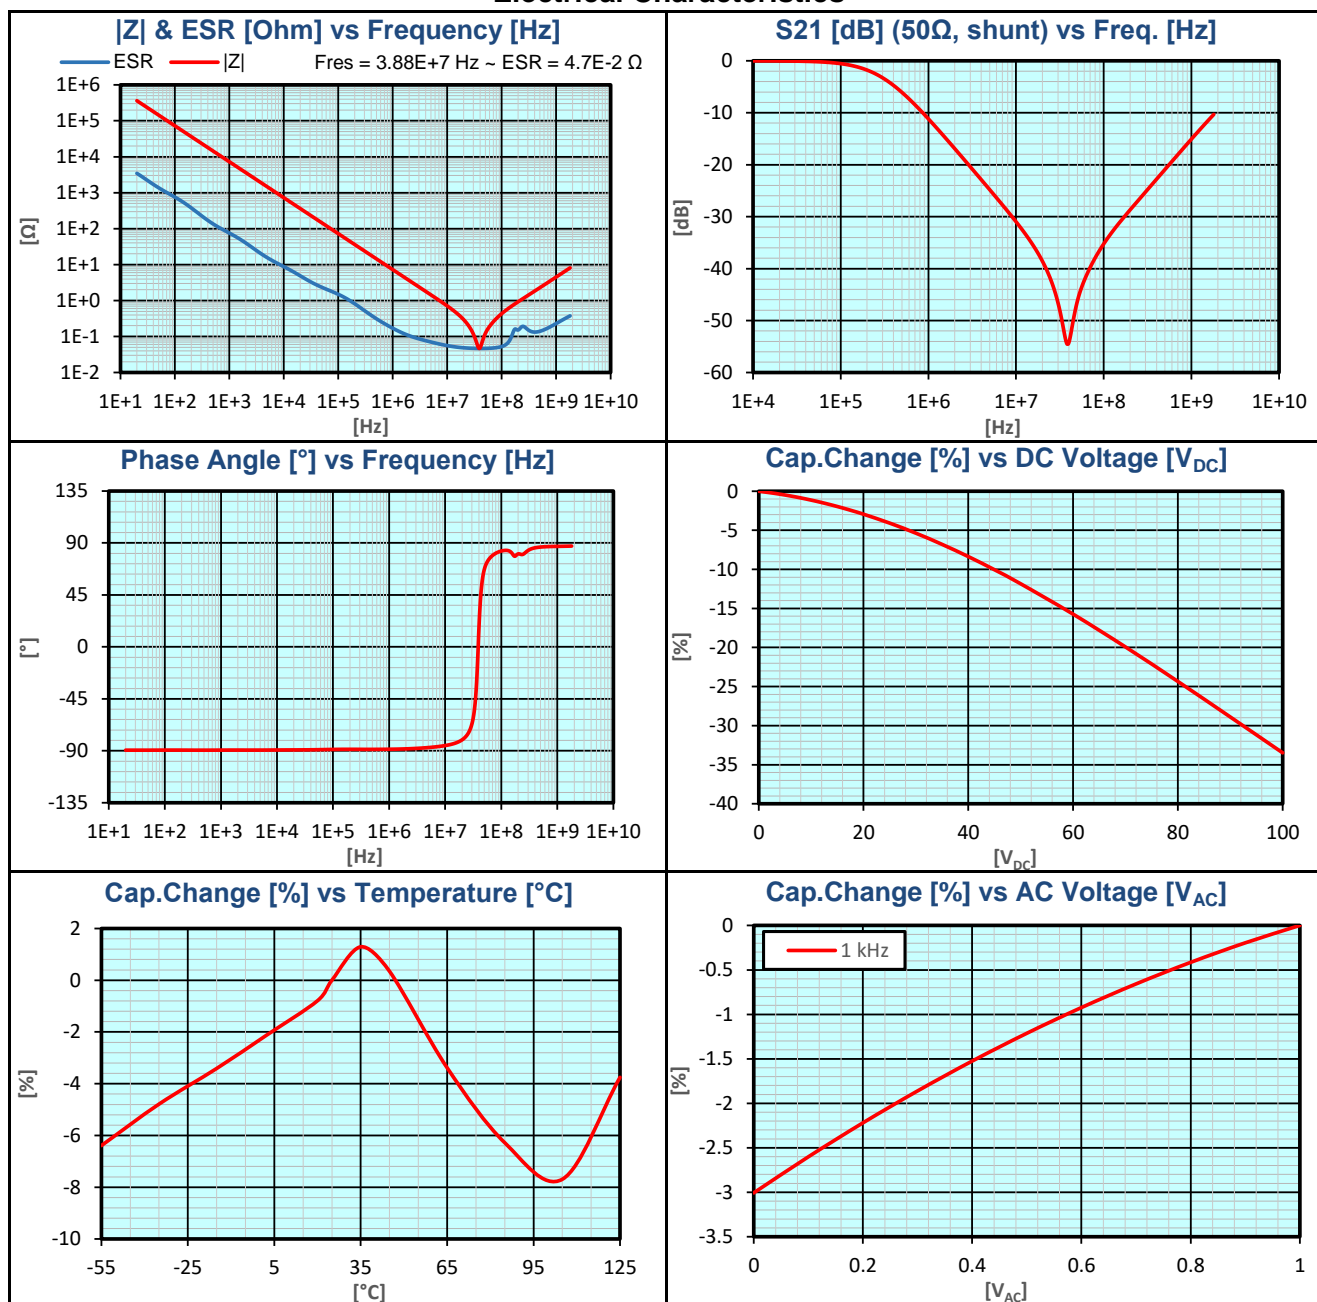 |Z| & ESR [Ohm] vs Frequency [Hz]
ESR |Z| Fres = 3.88E+7 Hz ~ ESR = 4.7E-2 Ω
1E+6
1E+5
1E+4
1E+3
1E+2
1E+1
1E+0
1E-1
1E-2
[Ω]
1E+1 1E+2 1E+3 1E+4 1E+5 1E+6 1E+7 1E+8 1E+9 1E+10
[Hz]
S21 [dB] (50Ω, shunt) vs Freq. [Hz]
0
-10
-20
-30
-40
-50
-60
[dB]
1E+4 1E+5 1E+6 1E+7 1E+8 1E+9 1E+10
[Hz]
Phase Angle [°] vs Frequency [Hz]
135
90
45
0
-45
-90
-135
[°]
1E+1 1E+2 1E+3 1E+4 1E+5 1E+6 1E+7 1E+8 1E+9 1E+10
[Hz]
Cap.Change [%] vs DC Voltage [VDC]
0
-5
-10
-15
-20
-25
-30
-35
-40
[%]
0 20 40 60 80 100
[VDC]
Cap.Change [%] vs Temperature [°C]
2
0
-2
-4
-6
-8
-10
[%]
-55 -25 5 35 65 95 125
[°C]
Cap.Change [%] vs AC Voltage [VAC]
1 kHz
0
-0.5
-1
-1.5
-2
-2.5
-3
-3.5
[%]
0 0.2 0.4 0.6 0.8 1
[VAC]